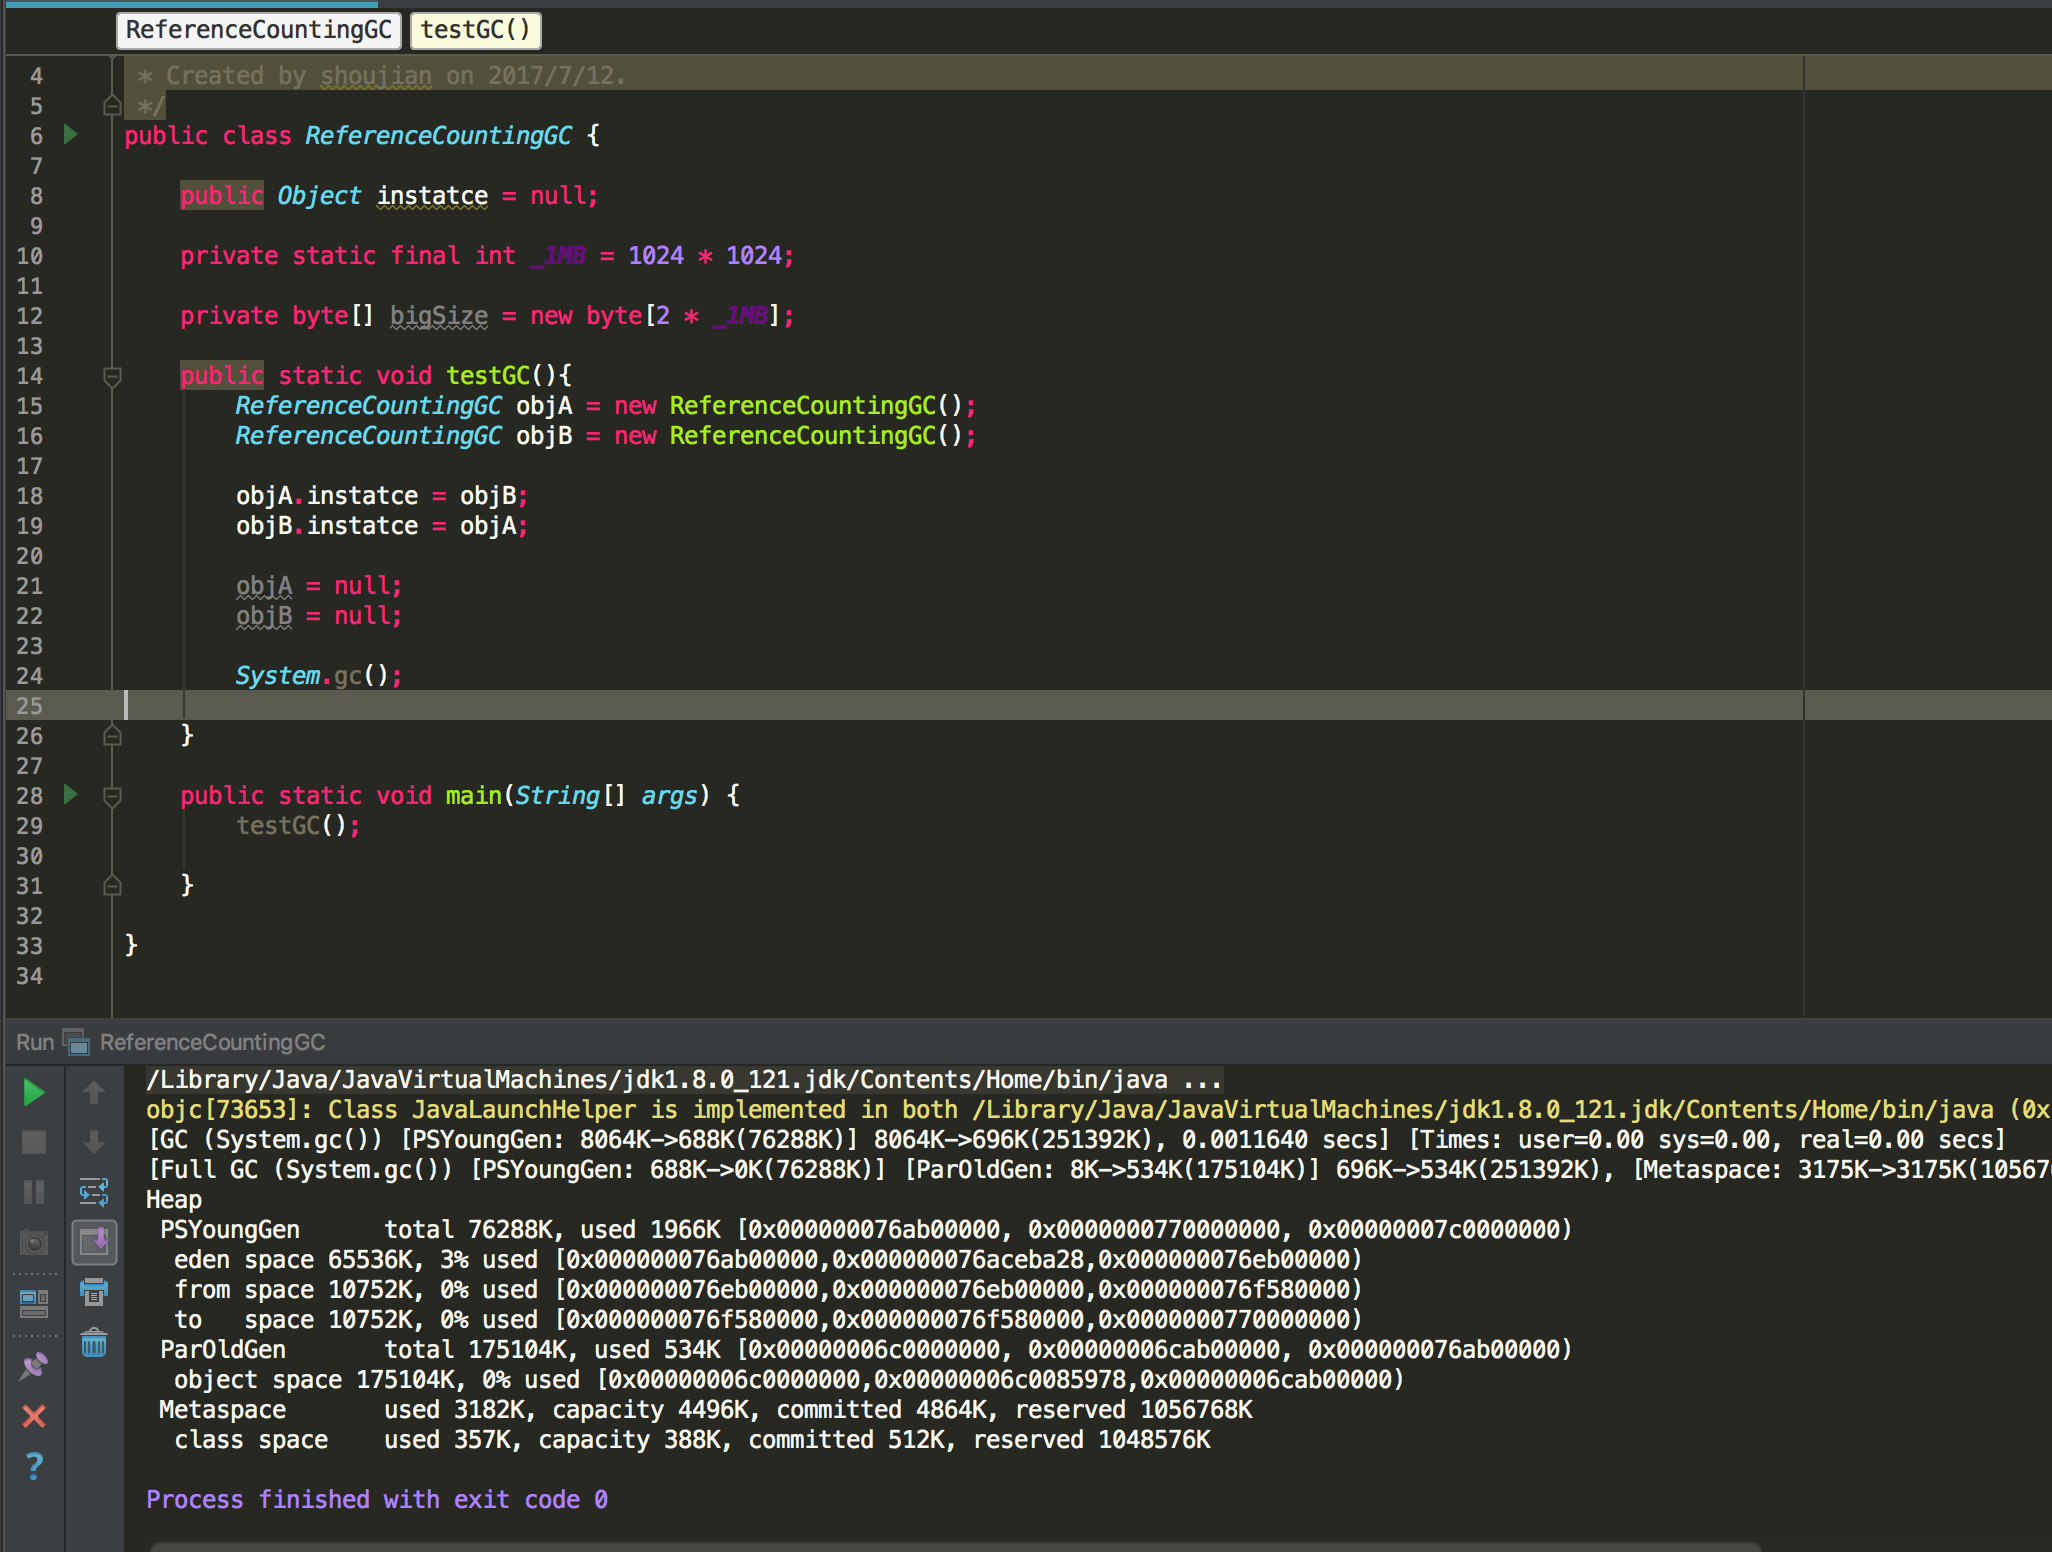 ReferenceCountingGC testGC()
4 * Created by shoujian on 2017/7/12.
5 */
6 public class ReferenceCountingGC {
7
8 public Object instatce = null;
9
10 private static final int _1MB = 1024 * 1024;
11
12 private byte[] bigSize = new byte[2 * _1MB];
13
14 public static void testGC(){
15 ReferenceCountingGC objA = new ReferenceCountingGC();
16 ReferenceCountingGC objB = new ReferenceCountingGC();
17
18 objA.instatce = objB;
19 objB.instatce = objA;
20
21 objA = null;
22 objB = null;
23
24 System.gc();
25
26 }
27
28 public static void main(String[] args) {
29 testGC();
30
31 }
32
33 }
34
Run ReferenceCountingGC
/Library/Java/JavaVirtualMachines/jdk1.8.0_121.jdk/Contents/Home/bin/java ...
objc[73653]: Class JavaLaunchHelper is implemented in both /Library/Java/JavaVirtualMachines/jdk1.8.0_121.jdk/Contents/Home/bin/java (0x
[GC (System.gc()) [PSYoungGen: 8064K->688K(76288K)] 8064K->696K(251392K), 0.0011640 secs] [Times: user=0.00 sys=0.00, real=0.00 secs]
[Full GC (System.gc()) [PSYoungGen: 688K->0K(76288K)] [ParOldGen: 8K->534K(175104K)] 696K->534K(251392K), [Metaspace: 3175K->3175K(10567
Heap
PSYoungGen total 76288K, used 1966K [0x000000076ab00000, 0x0000000770000000, 0x00000007c0000000)
eden space 65536K, 3% used [0x000000076ab00000,0x000000076aceba28,0x000000076eb00000)
from space 10752K, 0% used [0x000000076eb00000,0x000000076eb00000,0x000000076f580000)
to space 10752K, 0% used [0x000000076f580000,0x000000076f580000,0x0000000770000000)
ParOldGen total 175104K, used 534K [0x00000006c0000000, 0x00000006cab00000, 0x000000076ab00000)
object space 175104K, 0% used [0x00000006c0000000,0x00000006c0085978,0x00000006cab00000)
Metaspace used 3182K, capacity 4496K, committed 4864K, reserved 1056768K
class space used 357K, capacity 388K, committed 512K, reserved 1048576K
Process finished with exit code 0